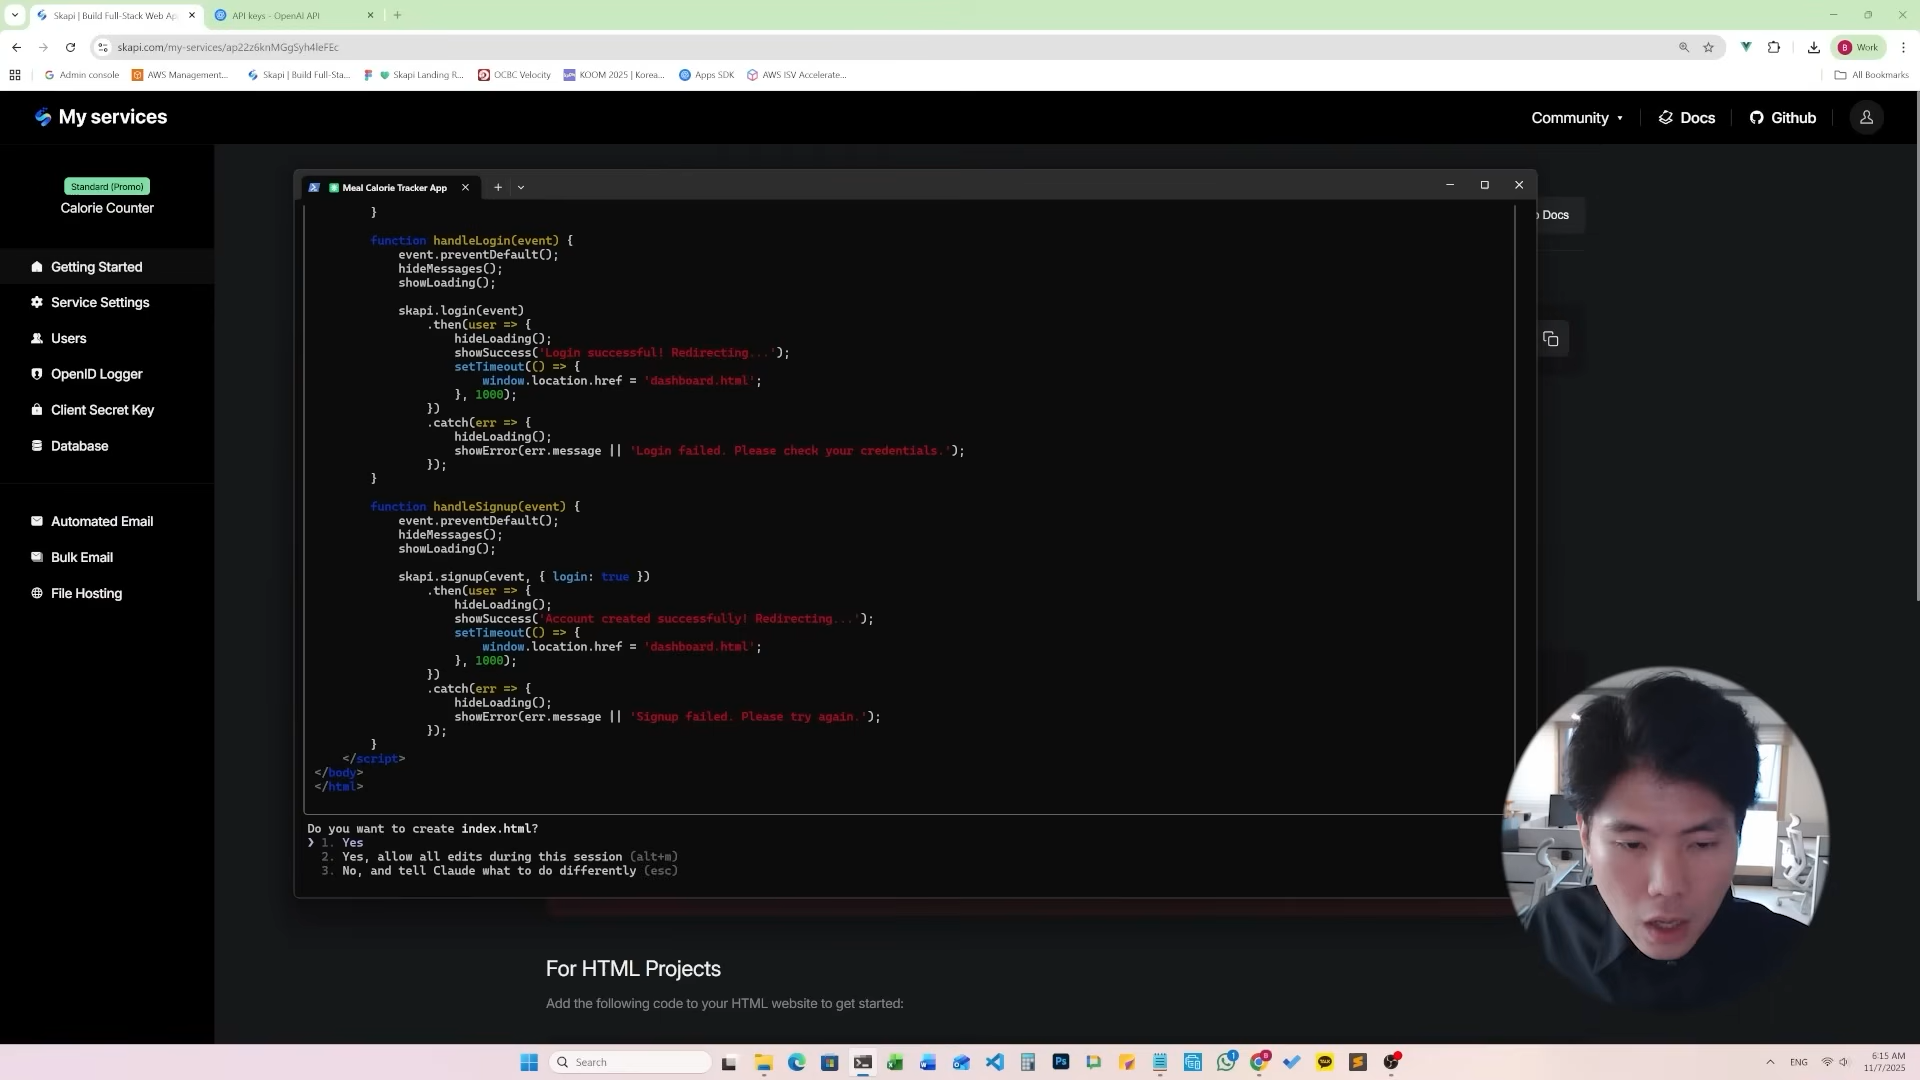 Skapi | Build Full-Stack Web Ap
API keys - OpenAI API
skapi.com/my-services/ap22z6knMGgSyh4leFEc
B Work
Admin console
AWS Management...
Skapi | Build Full-Sta...
Skapi Landing R...
OCBC Velocity
KOOM 2025 | Korea...
Apps SDK
AWS ISV Accelerate...
All Bookmarks
My services
Community
Docs
Github
Standard (Promo)
Calorie Counter
Getting Started
Service Settings
Users
OpenID Logger
Client Secret Key
Database
Automated Email
Bulk Email
File Hosting
Meal Calorie Tracker App
Docs
}
function handleLogin(event) {
event.preventDefault();
hideMessages();
showLoading();
skapi.login(event)
.then(user => {
hideLoading();
showSuccess('Login successful! Redirecting...');
setTimeout(() => {
window.location.href = 'dashboard.html';
}, 1000);
})
.catch(err => {
hideLoading();
showError(err.message || 'Login failed. Please check your credentials.');
});
}
function handleSignup(event) {
event.preventDefault();
hideMessages();
showLoading();
skapi.signup(event, { login: true })
.then(user => {
hideLoading();
showSuccess('Account created successfully! Redirecting...');
setTimeout(() => {
window.location.href = 'dashboard.html';
}, 1000);
})
.catch(err => {
hideLoading();
showError(err.message || 'Signup failed. Please try again.');
});
}
</script>
</body>
</html>
Do you want to create index.html?
❯ 1. Yes
2. Yes, allow all edits during this session (alt+m)
3. No, and tell Claude what to do differently (esc)
For HTML Projects
Add the following code to your HTML website to get started:
Search
ENG
6:15 AM
11/7/2025